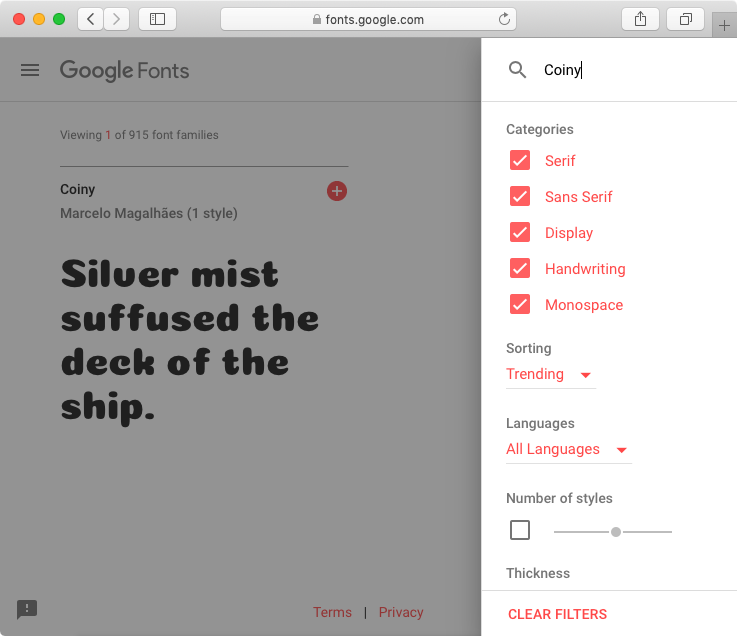 fonts.google.com
Google Fonts
Coiny
Viewing 1 of 915 font families
Coiny
Marcelo Magalhães (1 style)
Silver mist
suffused the
deck of the
ship.
Terms | Privacy
Categories
Serif
Sans Serif
Display
Handwriting
Monospace
Sorting
Trending
Languages
All Languages
Number of styles
Thickness
CLEAR FILTERS